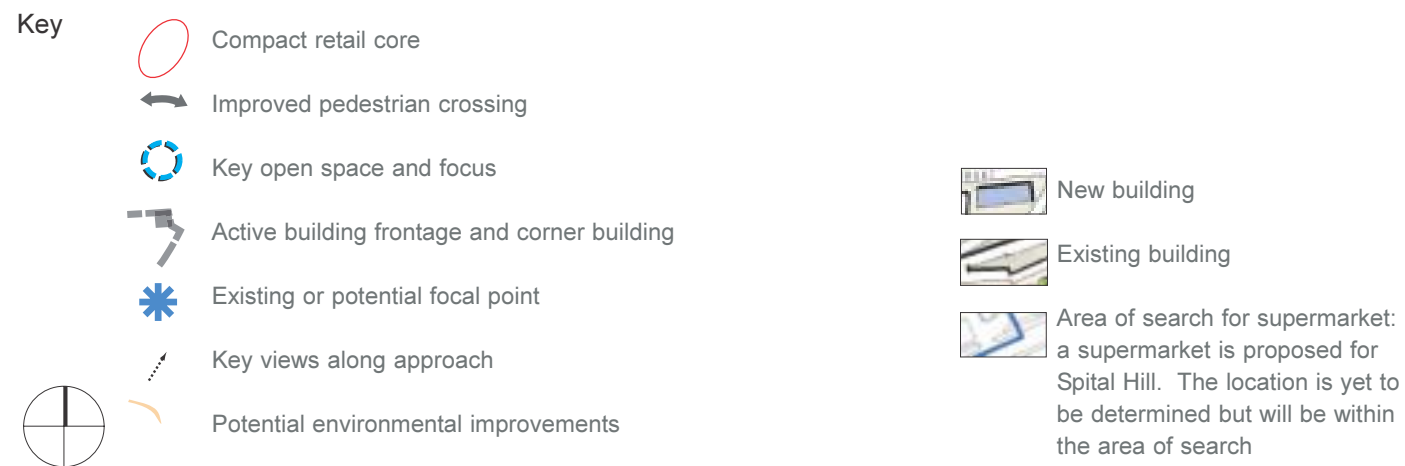 Key
Compact retail core
Improved pedestrian crossing
Key open space and focus
Active building frontage and corner building
Existing or potential focal point
Key views along approach
Potential environmental improvements
New building
Existing building
Area of search for supermarket:
a supermarket is proposed for
Spital Hill. The location is yet to
be determined but will be within
the area of search